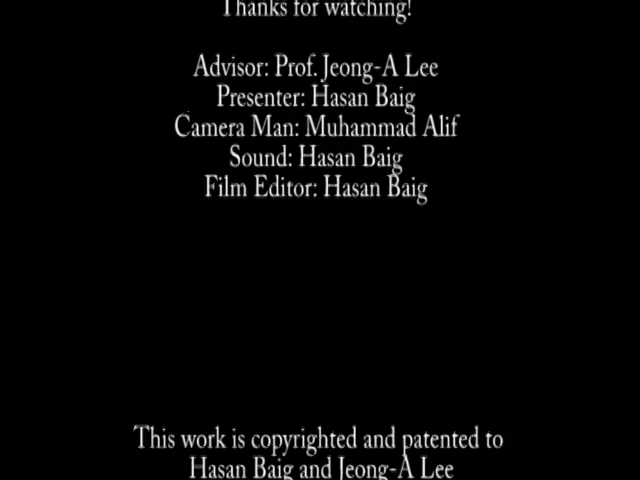 Thanks for watching!
Advisor: Prof. Jeong-A Lee
Presenter: Hasan Baig
Camera Man: Muhammad Alif
Sound: Hasan Baig
Film Editor: Hasan Baig
This work is copyrighted and patented to
Hasan Baig and Jeong-A Lee